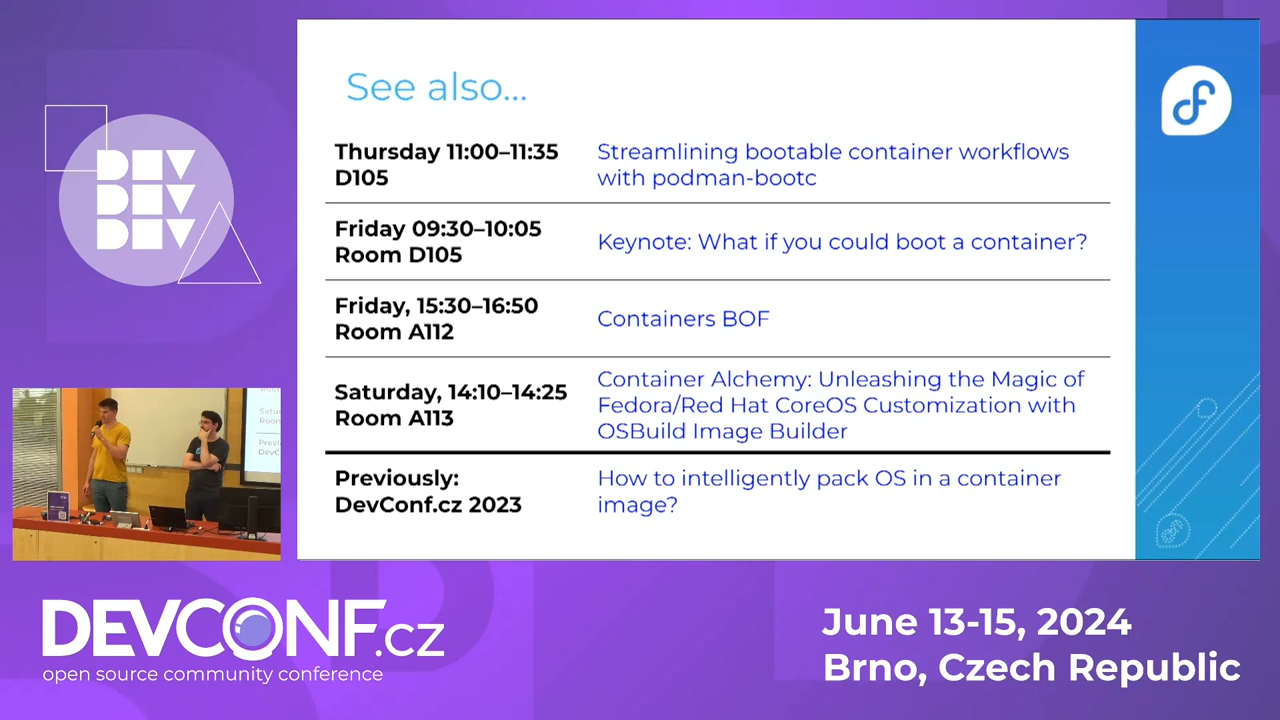 See also...
Thursday 11:00–11:35
D105
Streamlining bootable container workflows
with podman-bootc
Friday 09:30–10:05
Room D105
Keynote: What if you could boot a container?
Friday, 15:30–16:50
Room A112
Containers BOF
Saturday, 14:10–14:25
Room A113
Container Alchemy: Unleashing the Magic of
Fedora/Red Hat CoreOS Customization with
OSBuild Image Builder
Previously:
DevConf.cz 2023
How to intelligently pack OS in a container
image?
DEV
DEV
DEV
DEVCONF.cz
open source community conference
June 13-15, 2024
Brno, Czech Republic